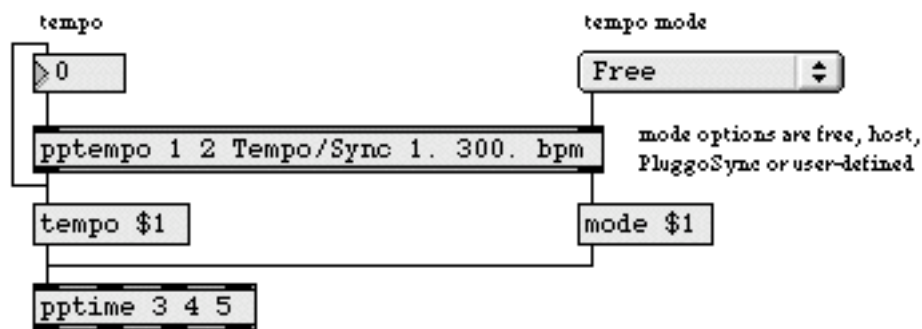 tempo
tempo mode
0
Free
pptempo 1 2 Tempo/Sync 1. 300. bpm
mode options are free, host,
PluggoSync or user-defined
tempo $1
mode $1
pptime 3 4 5